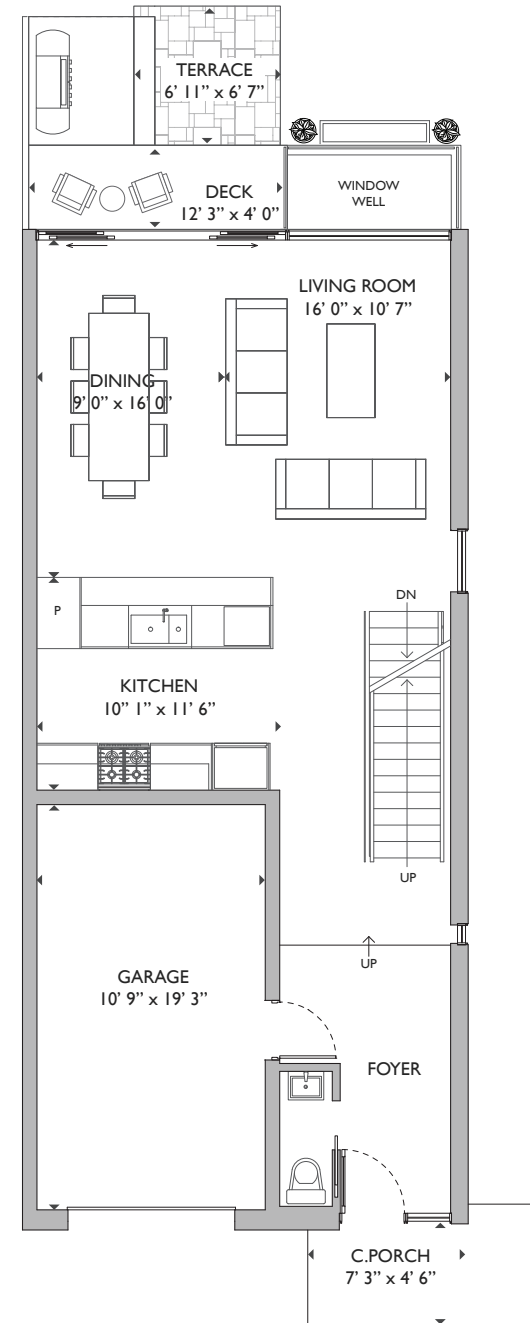 TERRACE
6’ 11” x 6’ 7”
DECK
12’ 3” x 4’ 0”
WINDOW
WELL
LIVING ROOM
16’ 0” x 10’ 7”
DINING
9’ 0” x 16’ 0”
P
DN
KITCHEN
10” 1” x 11’ 6”
UP
UP
GARAGE
10’ 9” x 19’ 3”
FOYER
C.PORCH
7’ 3” x 4’ 6”